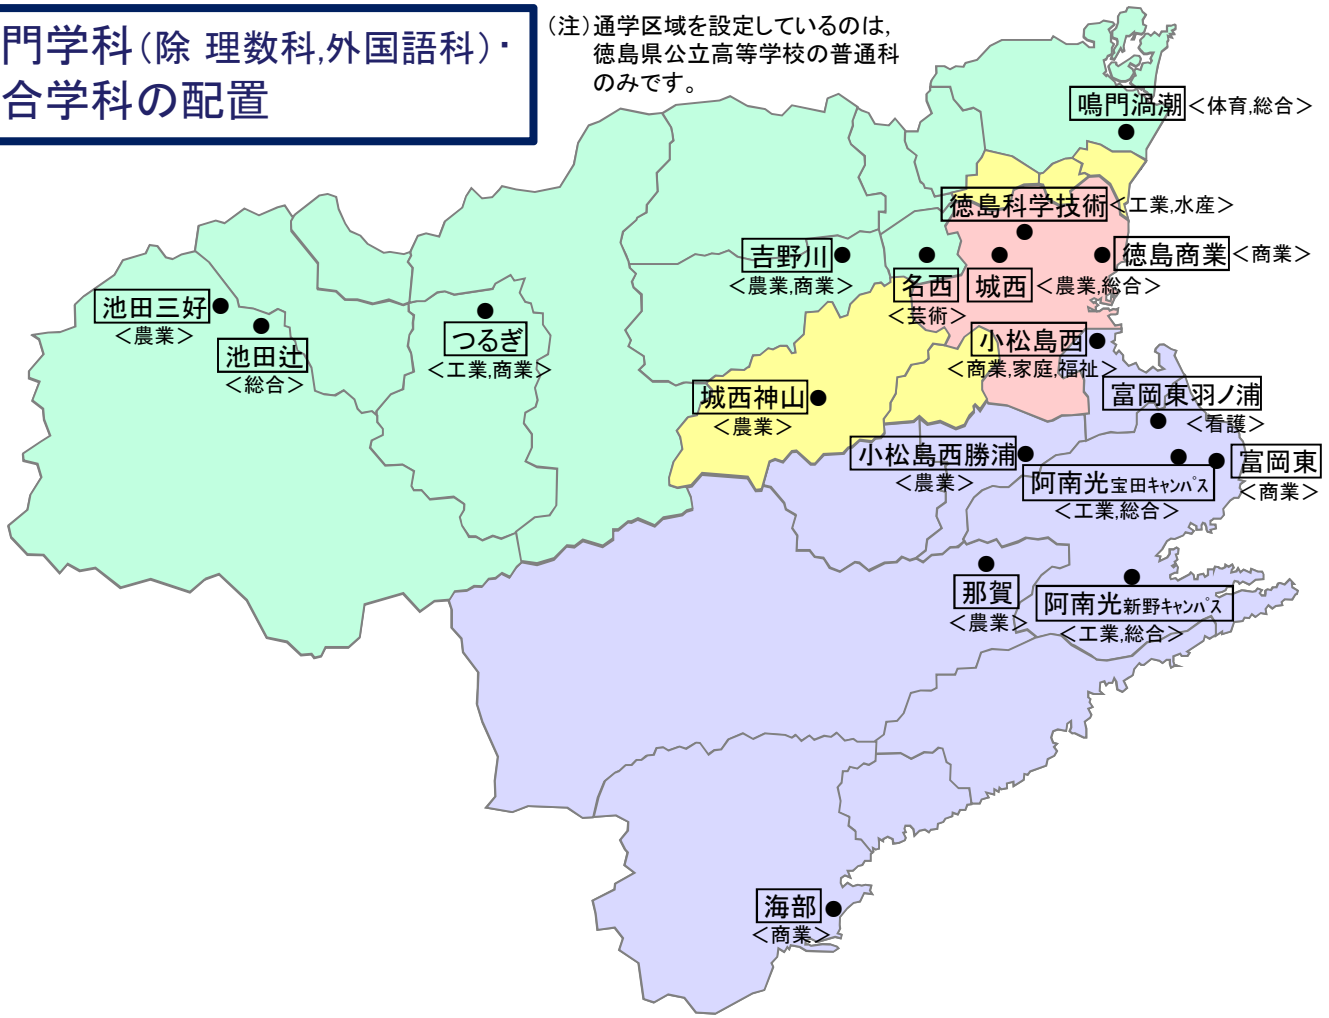 門学科(除 理数科,外国語科)・
合学科の配置
(注)通学区域を設定しているのは,
徳島県公立高等学校の普通科
のみです。
鳴門渦潮
<体育,総合>
徳島科学技術
<工業,水産>
吉野川
<農業,商業>
名西
<芸術>
城西
<農業,総合>
徳島商業
<商業>
池田三好
<農業>
池田辻
<総合>
つるぎ
<工業,商業>
小松島西
<商業,家庭,福祉>
城西神山
<農業>
富岡東羽ノ浦
<看護>
小松島西勝浦
<農業>
阿南光宝田キャンパス
<工業,総合>
富岡東
<商業>
那賀
<農業>
阿南光新野キャンパス
<工業,総合>
海部
<商業>